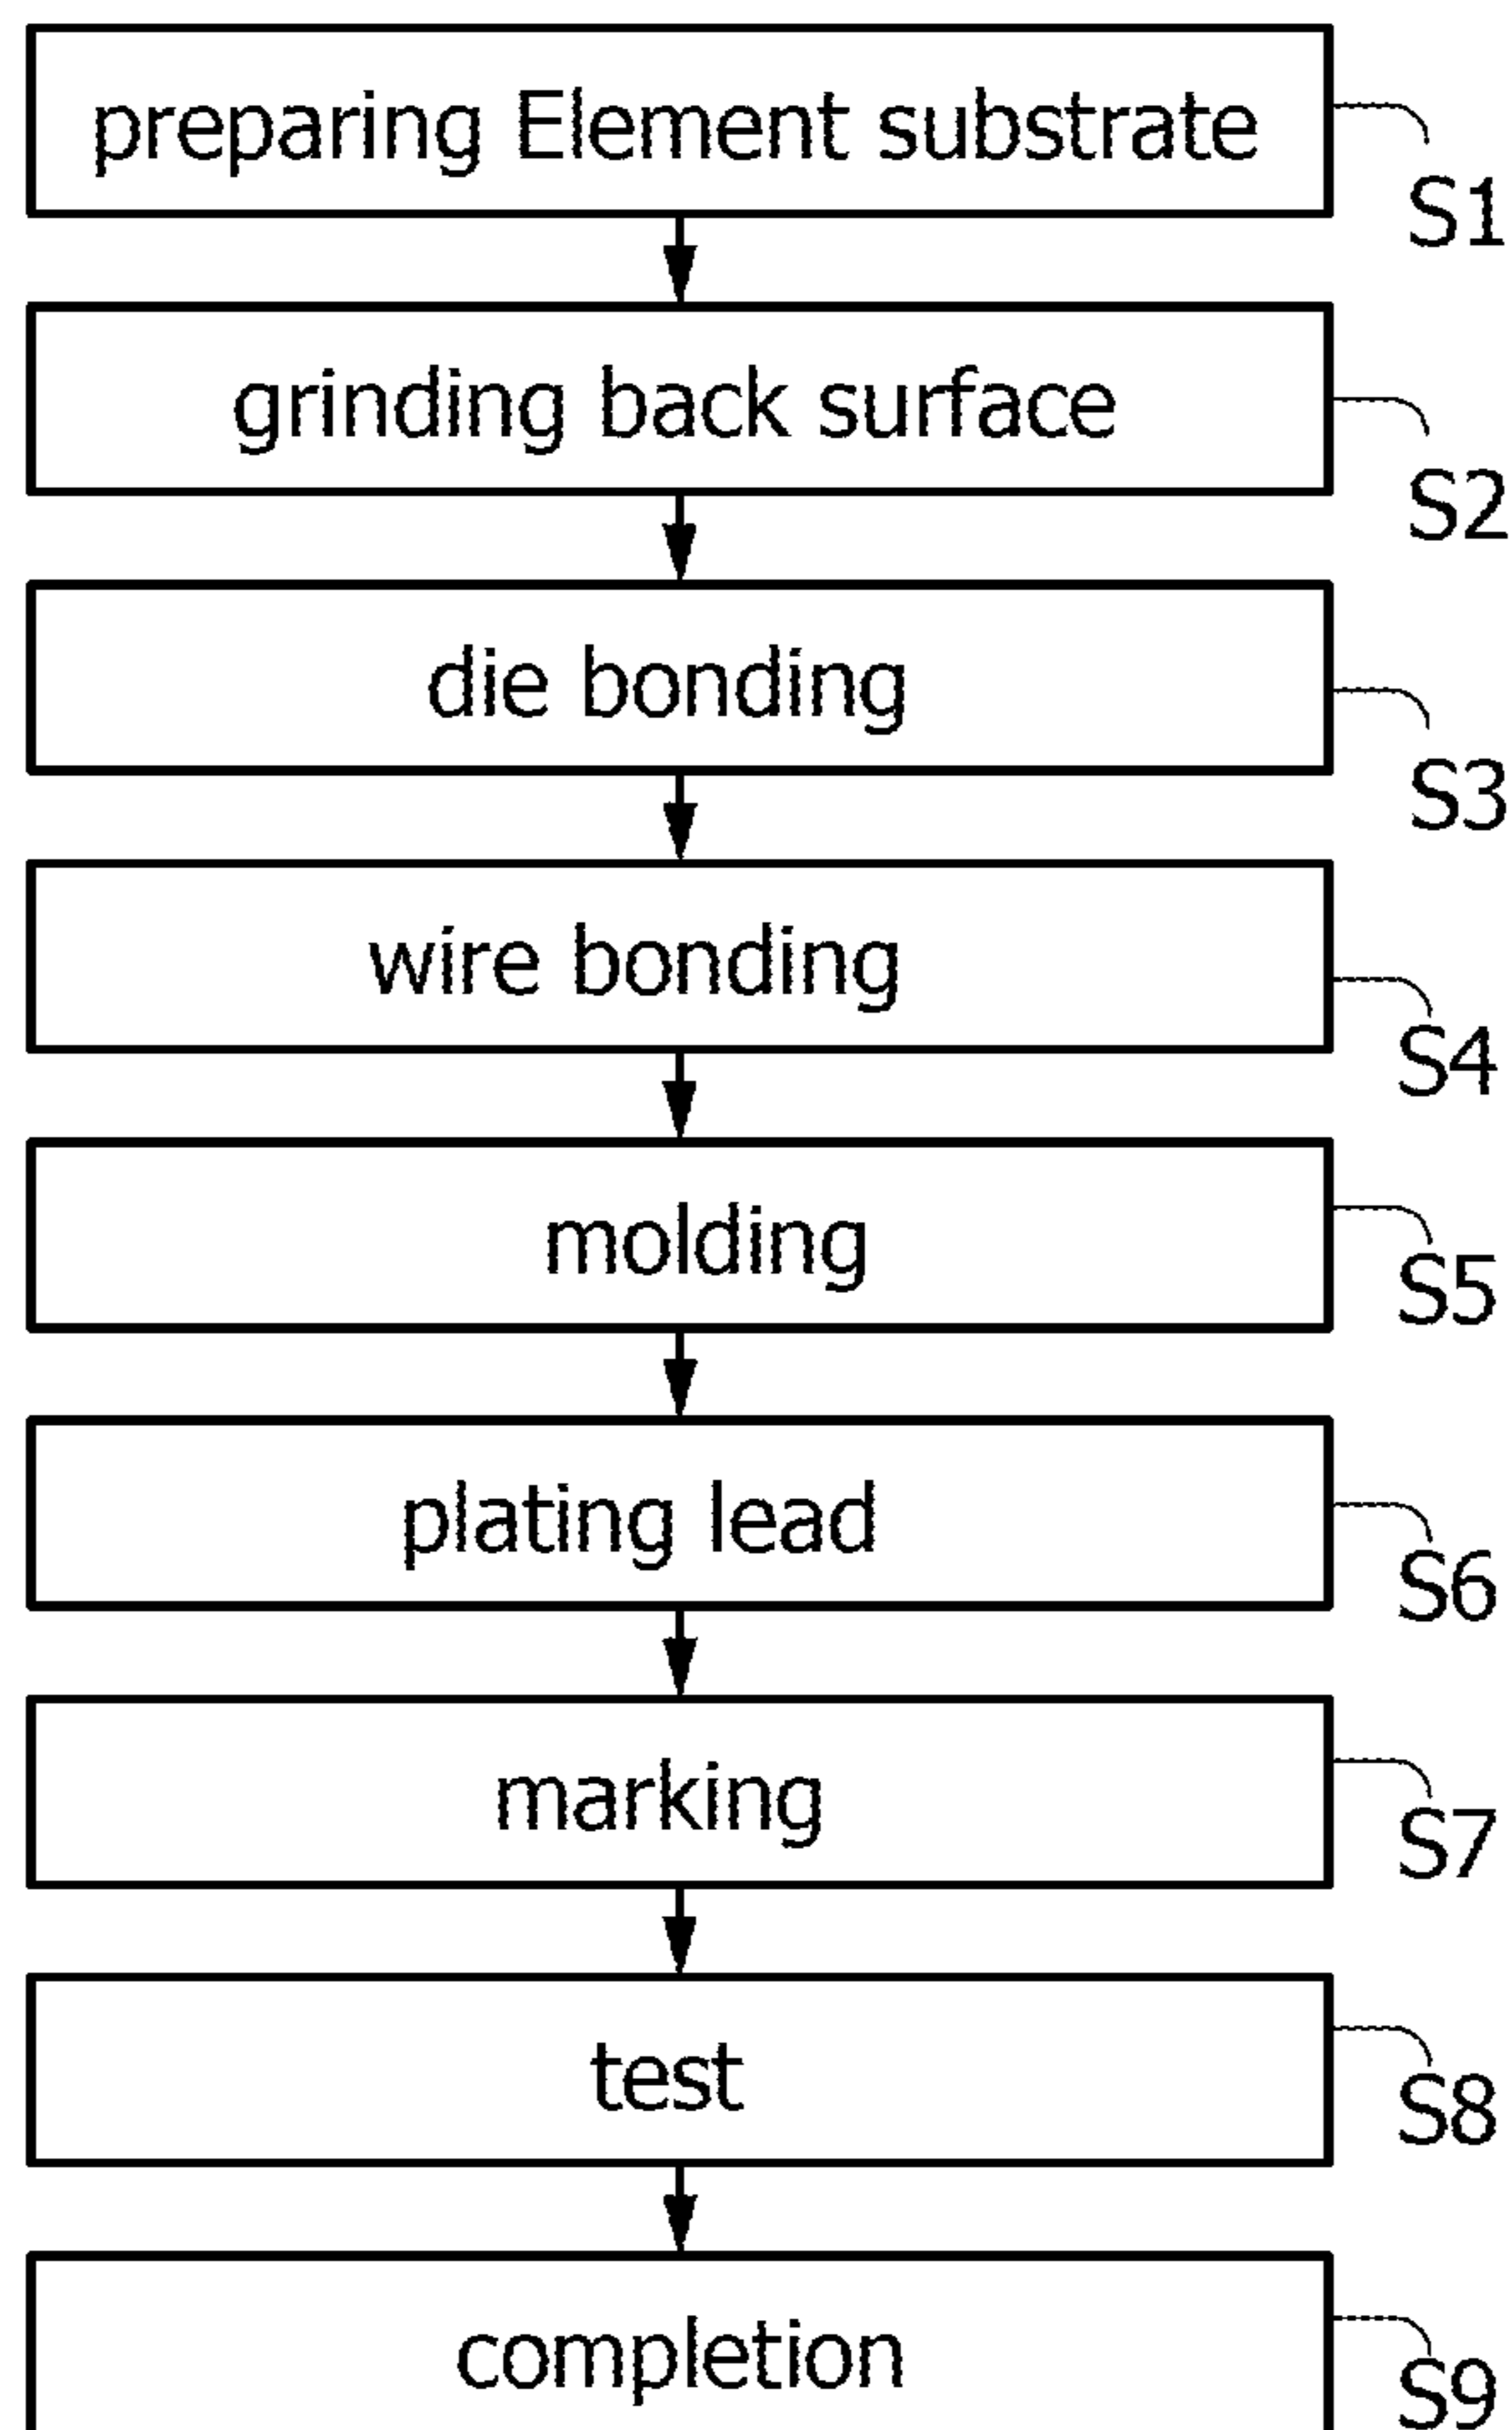 preparing Element substrate
S1
grinding back surface
S2
die bonding
S3
wire bonding
S4
molding
S5
plating lead
S6
marking
S7
test
S8
completion
S9